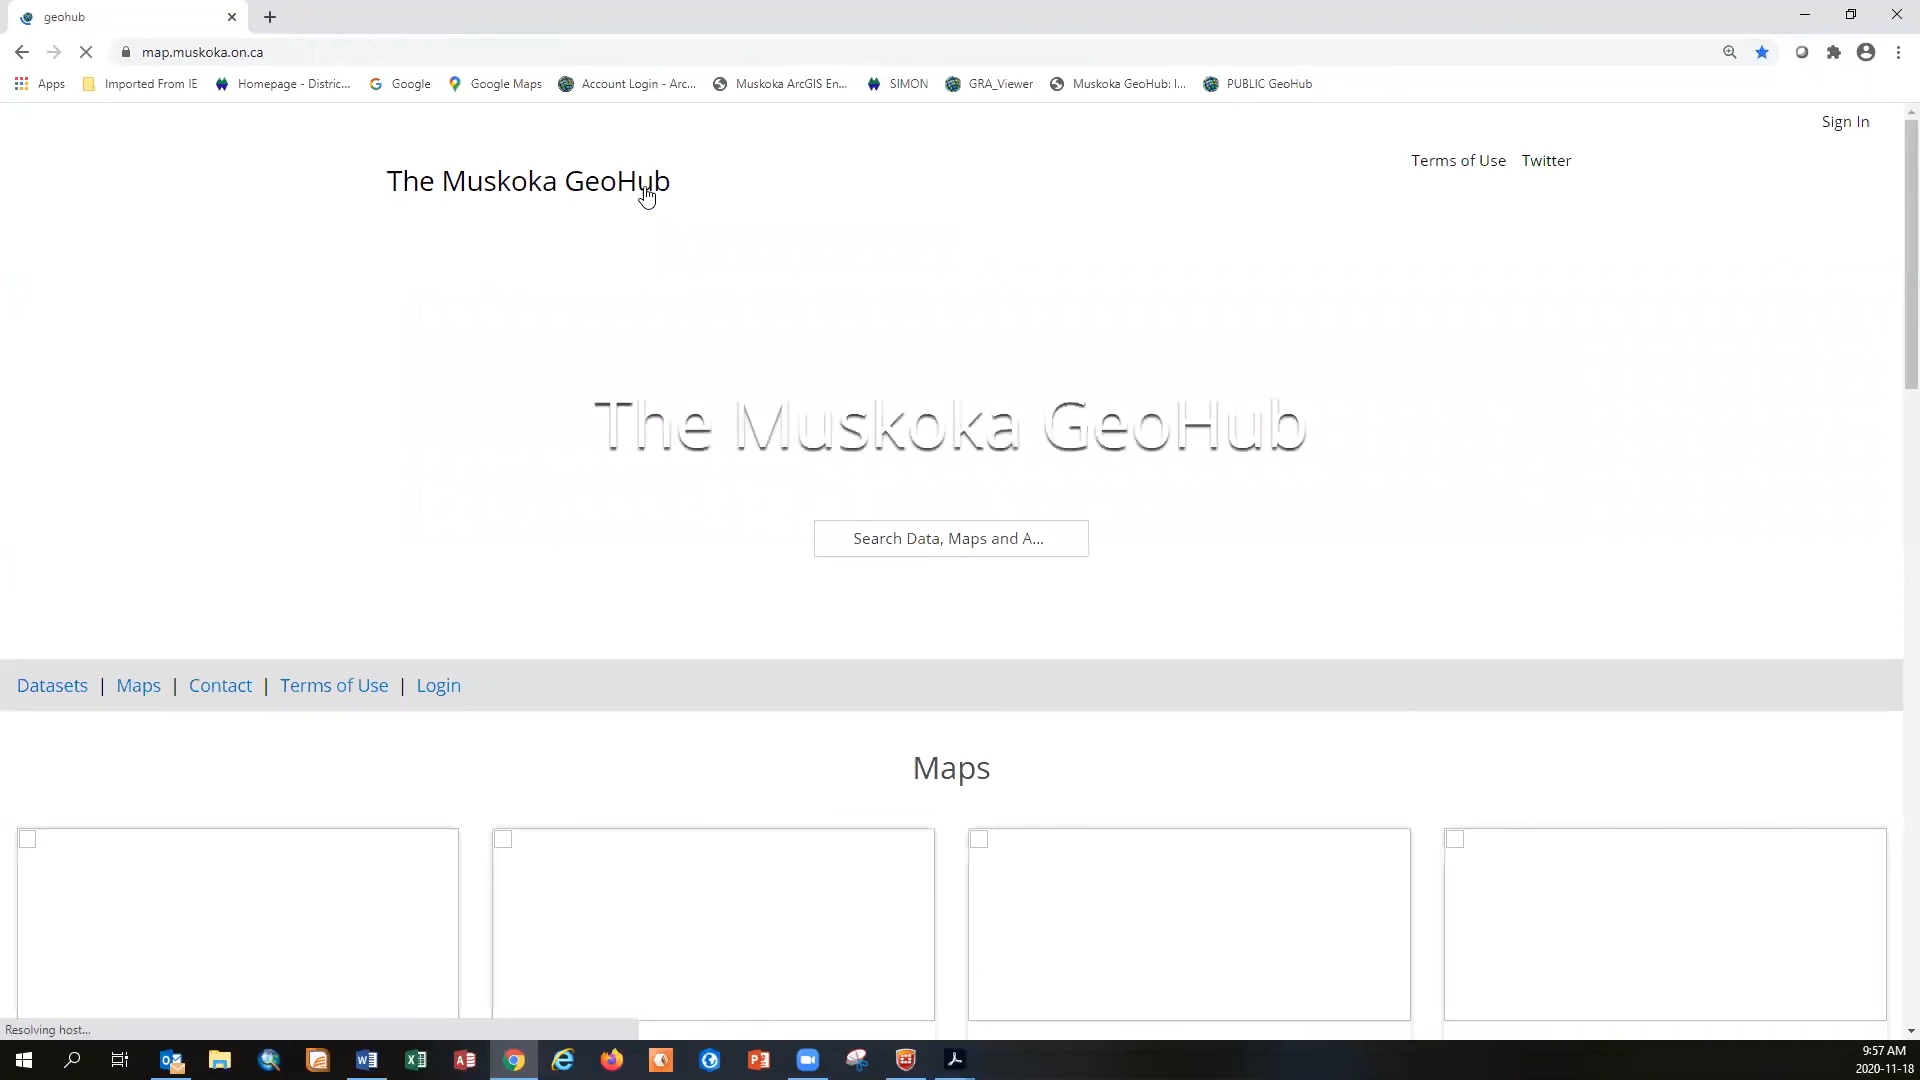 geohub
map.muskoka.on.ca
Apps Imported From IE Homepage - Distric... Google Google Maps Account Login - Arc... Muskoka ArcGIS En... SIMON GRA_Viewer Muskoka GeoHub: I... PUBLIC GeoHub
Sign In
Terms of Use Twitter
The Muskoka GeoHub
The Muskoka GeoHub
Search Data, Maps and A...
Datasets | Maps | Contact | Terms of Use | Login
Maps
Resolving host...
9:57 AM
2020-11-18